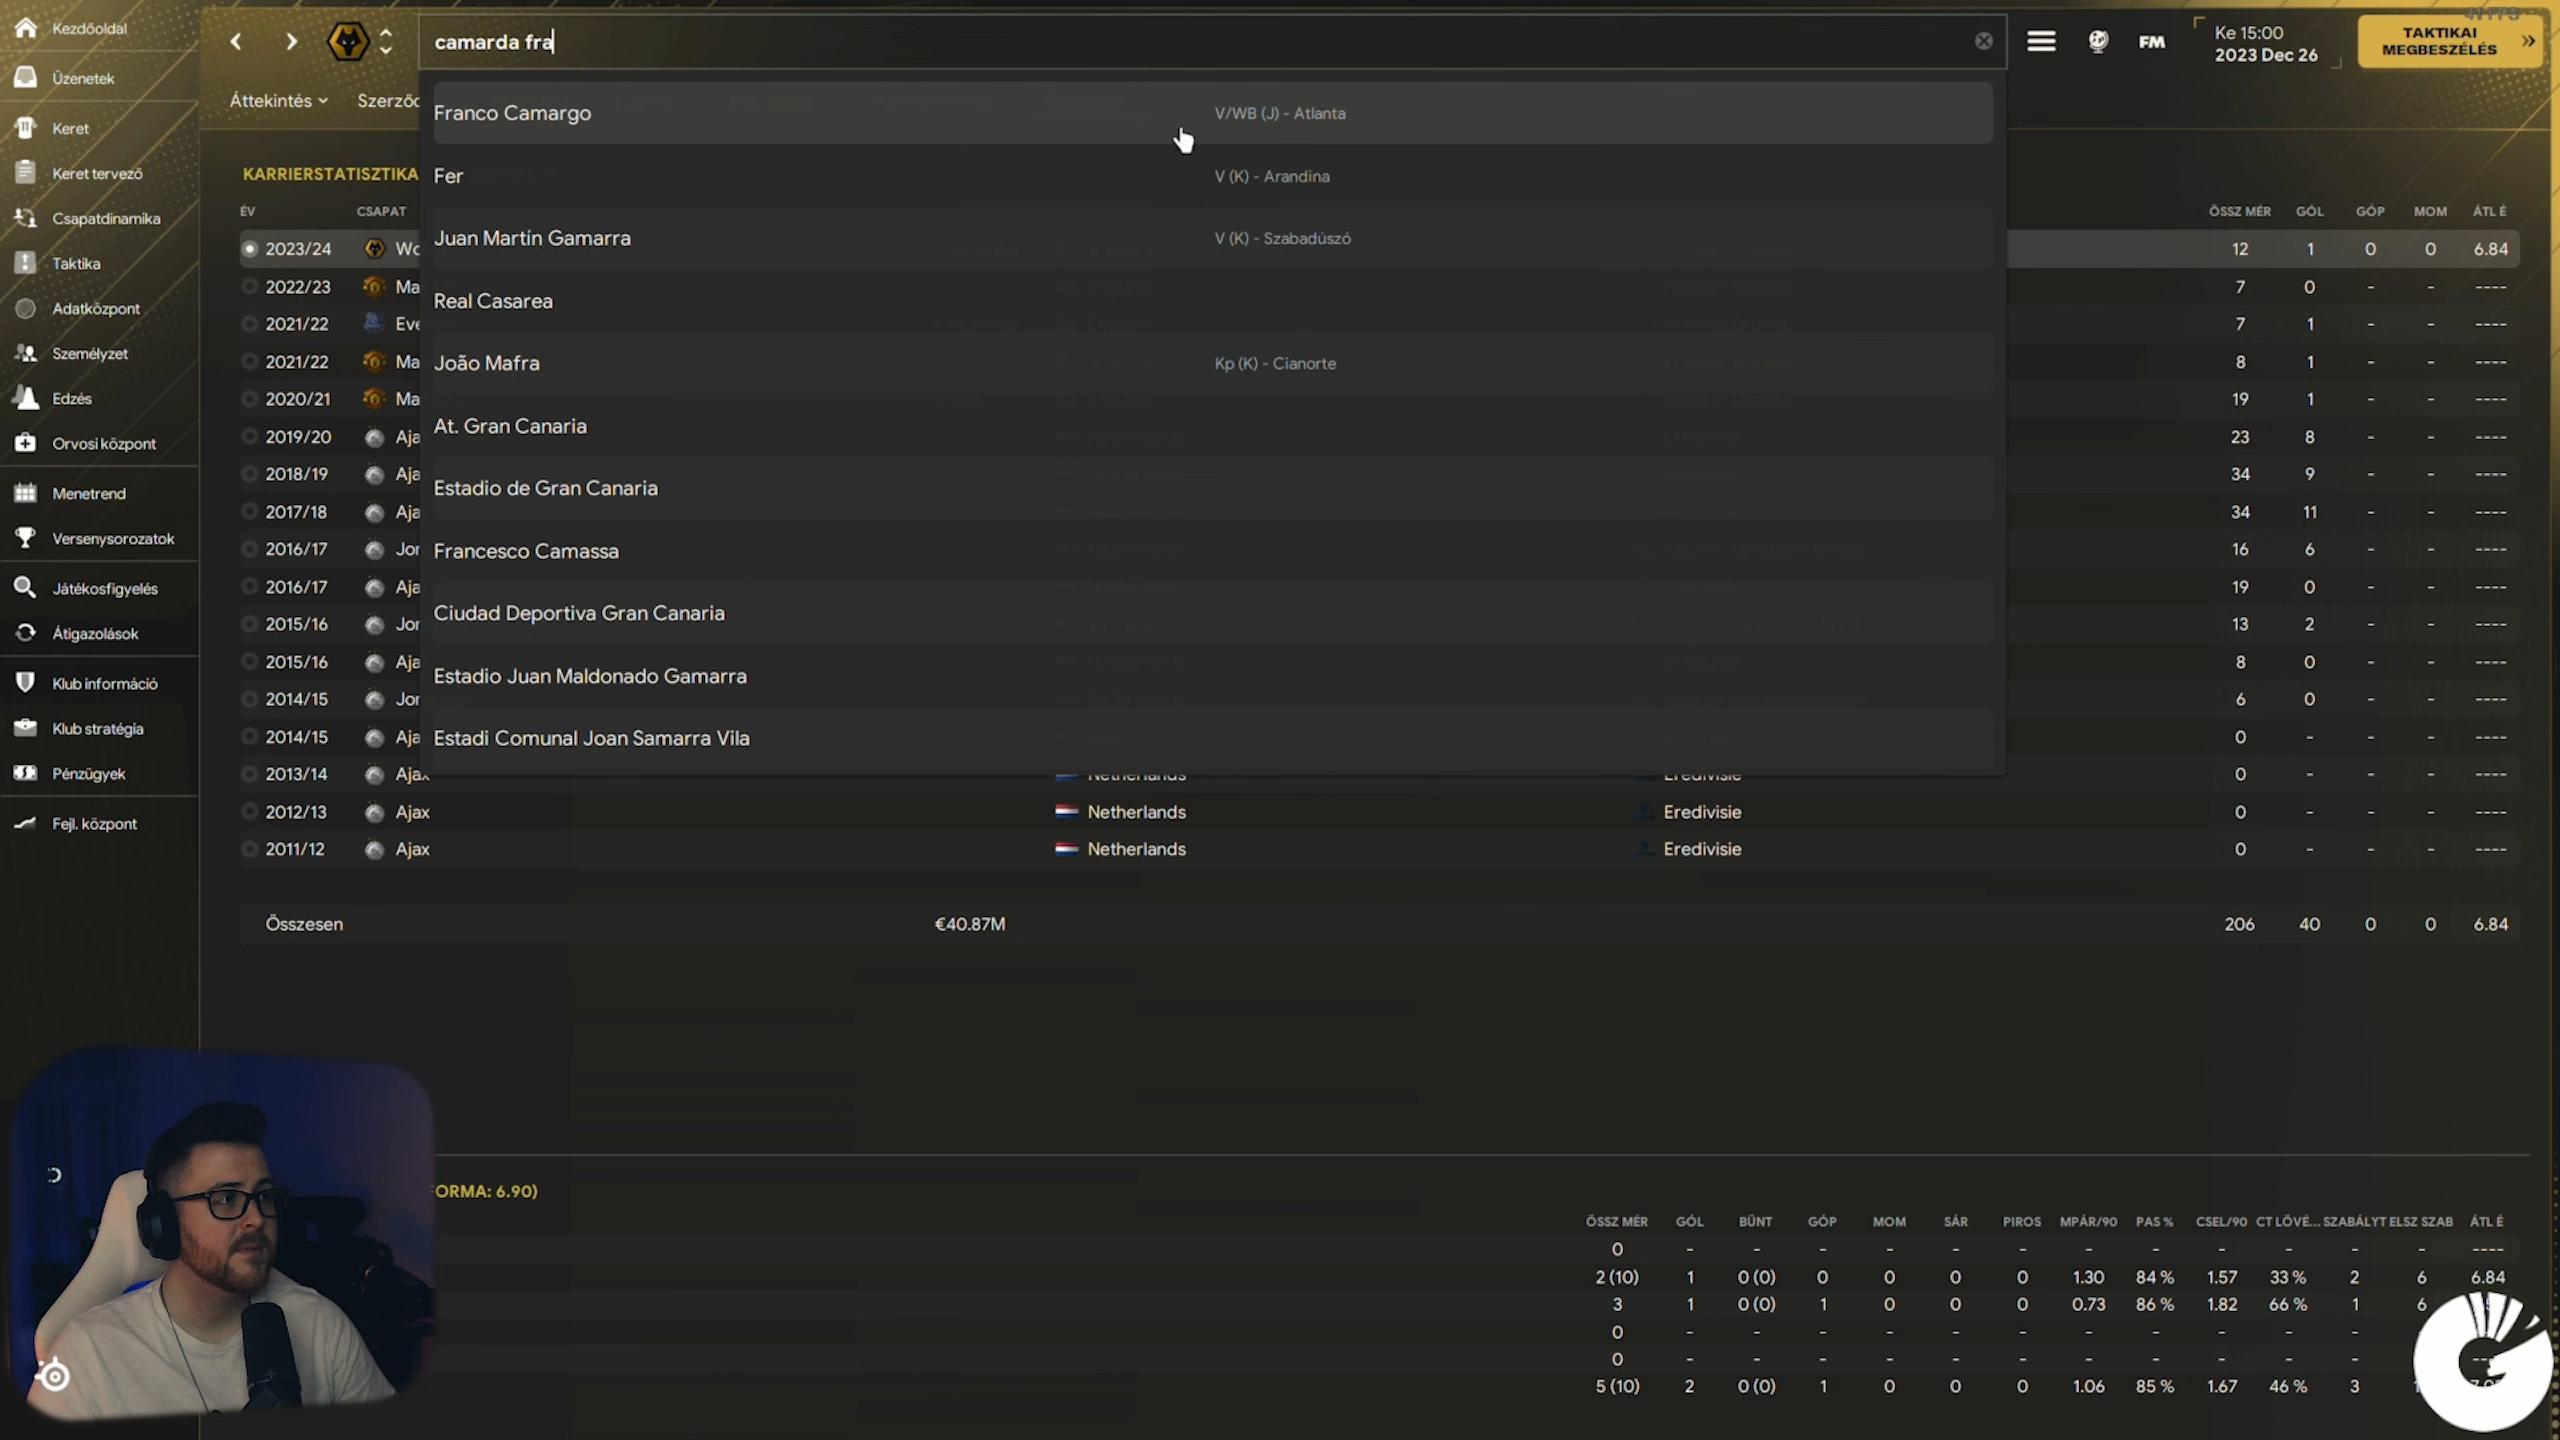 Kezdőoldal
Üzenetek
Keret
Keret tervező
Csapatdinamika
Taktika
Adatközpont
Személyzet
Edzés
Orvosi központ
Menetrend
Versenysorozatok
Játékosfigyelés
Átigazolások
Klub információ
Klub stratégia
Pénzügyek
Fejl. központ
camarda fra
FM
Ke 15:00
2023 Dec 26
TAKTIKAI
MEGBESZÉLÉS
Áttekintés
Franco Camargo V/WB (J) - Atlanta
Fer V (K) - Arandina
Juan Martín Gamarra V (K) - Szabadúszó
Real Casarea
João Mafra Kp (K) - Cianorte
At. Gran Canaria
Estadio de Gran Canaria
Francesco Camassa
Ciudad Deportiva Gran Canaria
Estadio Juan Maldonado Gamarra
Estadi Comunal Joan Samarra Vila
KARRIERSTATISZTIKA
ÉV CSAPAT ÖSSZ MÉR GÓL GÓP MOM ÁTL É
2023/24 12 1 0 0 6.84
2022/23 7 0 - - ----
2021/22 7 1 - - ----
2021/22 8 1 - - ----
2020/21 19 1 - - ----
2019/20 23 8 - - ----
2018/19 34 9 - - ----
2017/18 34 11 - - ----
2016/17 16 6 - - ----
2016/17 19 0 - - ----
2015/16 13 2 - - ----
2015/16 8 0 - - ----
2014/15 6 0 - - ----
2014/15 0 - - - ----
2013/14 Ajax Netherlands Eredivisie 0 - - - ----
2012/13 Ajax Netherlands Eredivisie 0 - - - ----
2011/12 Ajax Netherlands Eredivisie 0 - - - ----
Összesen €40.87M 206 40 0 0 6.84
ORMA: 6.90)
ÖSSZ MÉR GÓL BÜNT GÓP MOM SÁR PIROS MPÁR/90 PAS % CSEL/90 CT LÖVÉ... SZABÁLYT ELSZ SZAB ÁTL É
0 - - - - - - - - - - - - ----
2 (10) 1 0 (0) 0 0 0 0 1.30 84 % 1.57 33 % 2 6 6.84
3 1 0 (0) 1 0 0 0 0.73 86 % 1.82 66 % 1 6
0 - - - - - - - - - - - -
0 - - - - - - - - - - - -
5 (10) 2 0 (0) 1 0 0 0 1.06 85 % 1.67 46 % 3